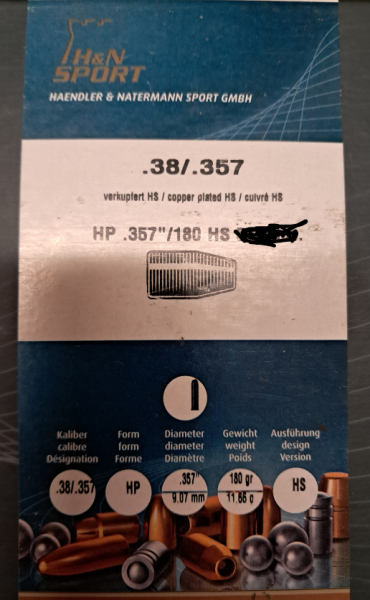 H&N
SPORT
HAENDLER & NATERMANN SPORT GMBH
.38/.357
verkupfert HS / copper plated HS / cuivré HS
HP .357"/180 HS
Kaliber
calibre
Désignation
Form
form
Forme
Diameter
diameter
Diamètre
Gewicht
weight
Poids
Ausführung
design
Version
.38/.357
HP
.357"
9.07 mm
180 gr
11.66 g
HS